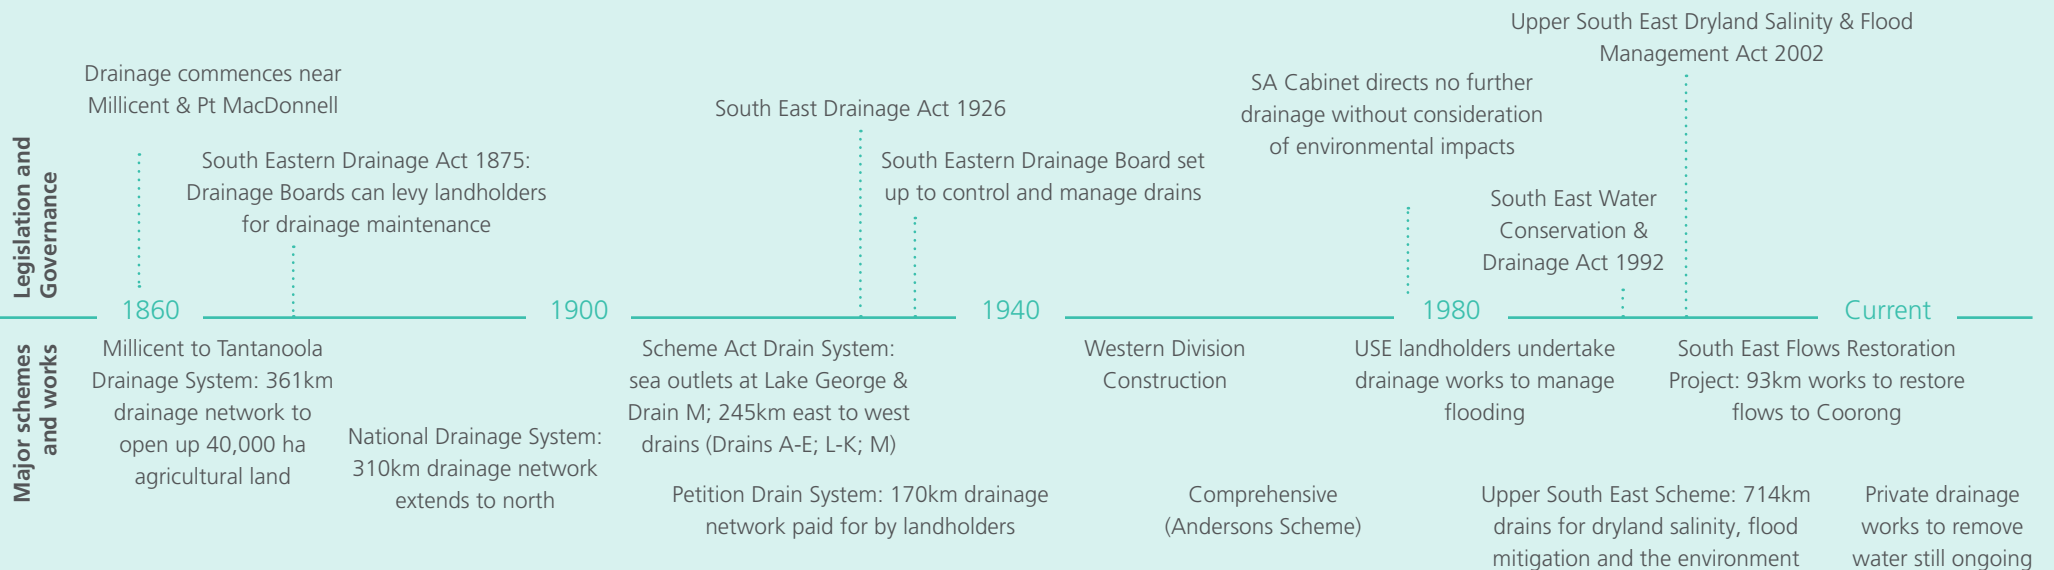 Legislation and
Governance
Drainage commences near
Millicent & Pt MacDonnell
South Eastern Drainage Act 1875:
Drainage Boards can levy landholders
for drainage maintenance
South East Drainage Act 1926
South Eastern Drainage Board set
up to control and manage drains
SA Cabinet directs no further
drainage without consideration
of environmental impacts
South East Water
Conservation &
Drainage Act 1992
Upper South East Dryland Salinity & Flood
Management Act 2002
1860
1900
1940
1980
Current
Major schemes
and works
Millicent to Tantanoola
Drainage System: 361km
drainage network to
open up 40,000 ha
agricultural land
National Drainage System:
310km drainage network
extends to north
Scheme Act Drain System:
sea outlets at Lake George &
Drain M; 245km east to west
drains (Drains A-E; L-K; M)
Petition Drain System: 170km drainage
network paid for by landholders
Western Division
Construction
Comprehensive
(Andersons Scheme)
USE landholders undertake
drainage works to manage
flooding
Upper South East Scheme: 714km
drains for dryland salinity, flood
mitigation and the environment
South East Flows Restoration
Project: 93km works to restore
flows to Coorong
Private drainage
works to remove
water still ongoing